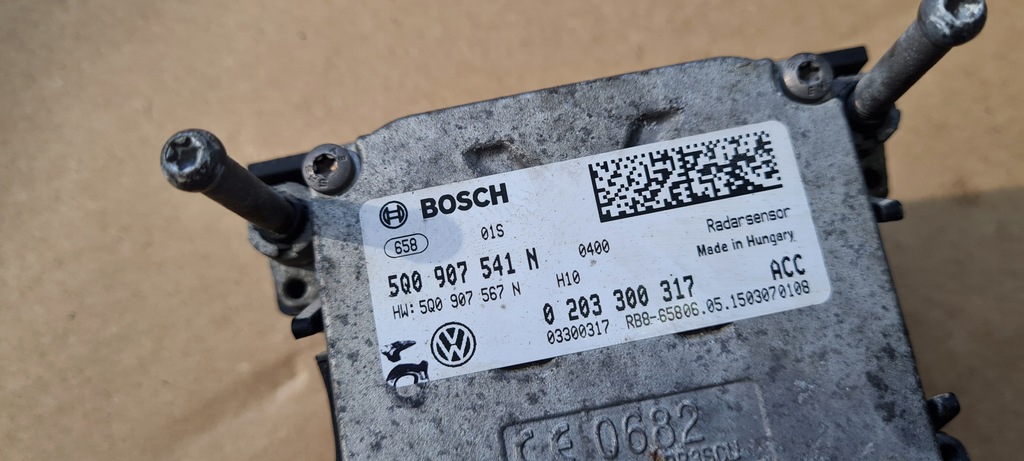 BOSCH
658
01S
5Q0 907 541 N
0400
HW: 5Q0 907 567 N
H10
Radarsensor
Made in Hungary
0 203 300 317
ACC
03300317
RB8-65806.05.1503070108
CE 0682